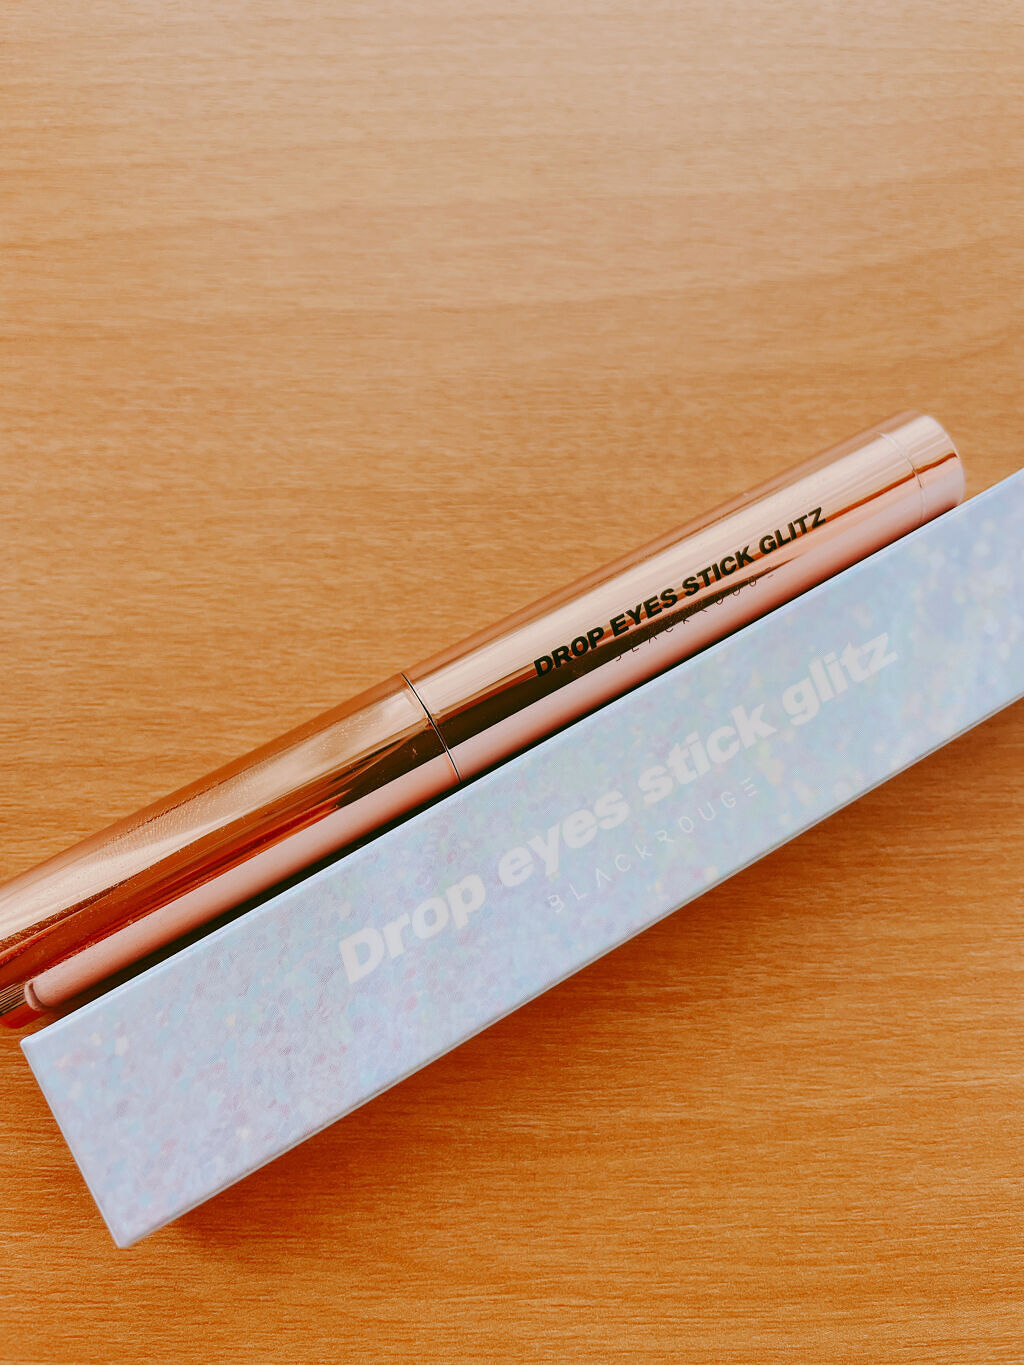 DROP EYES STICK GLITZ
BLACKROUGE
Drop eyes stick glitz
BLACKROUGE